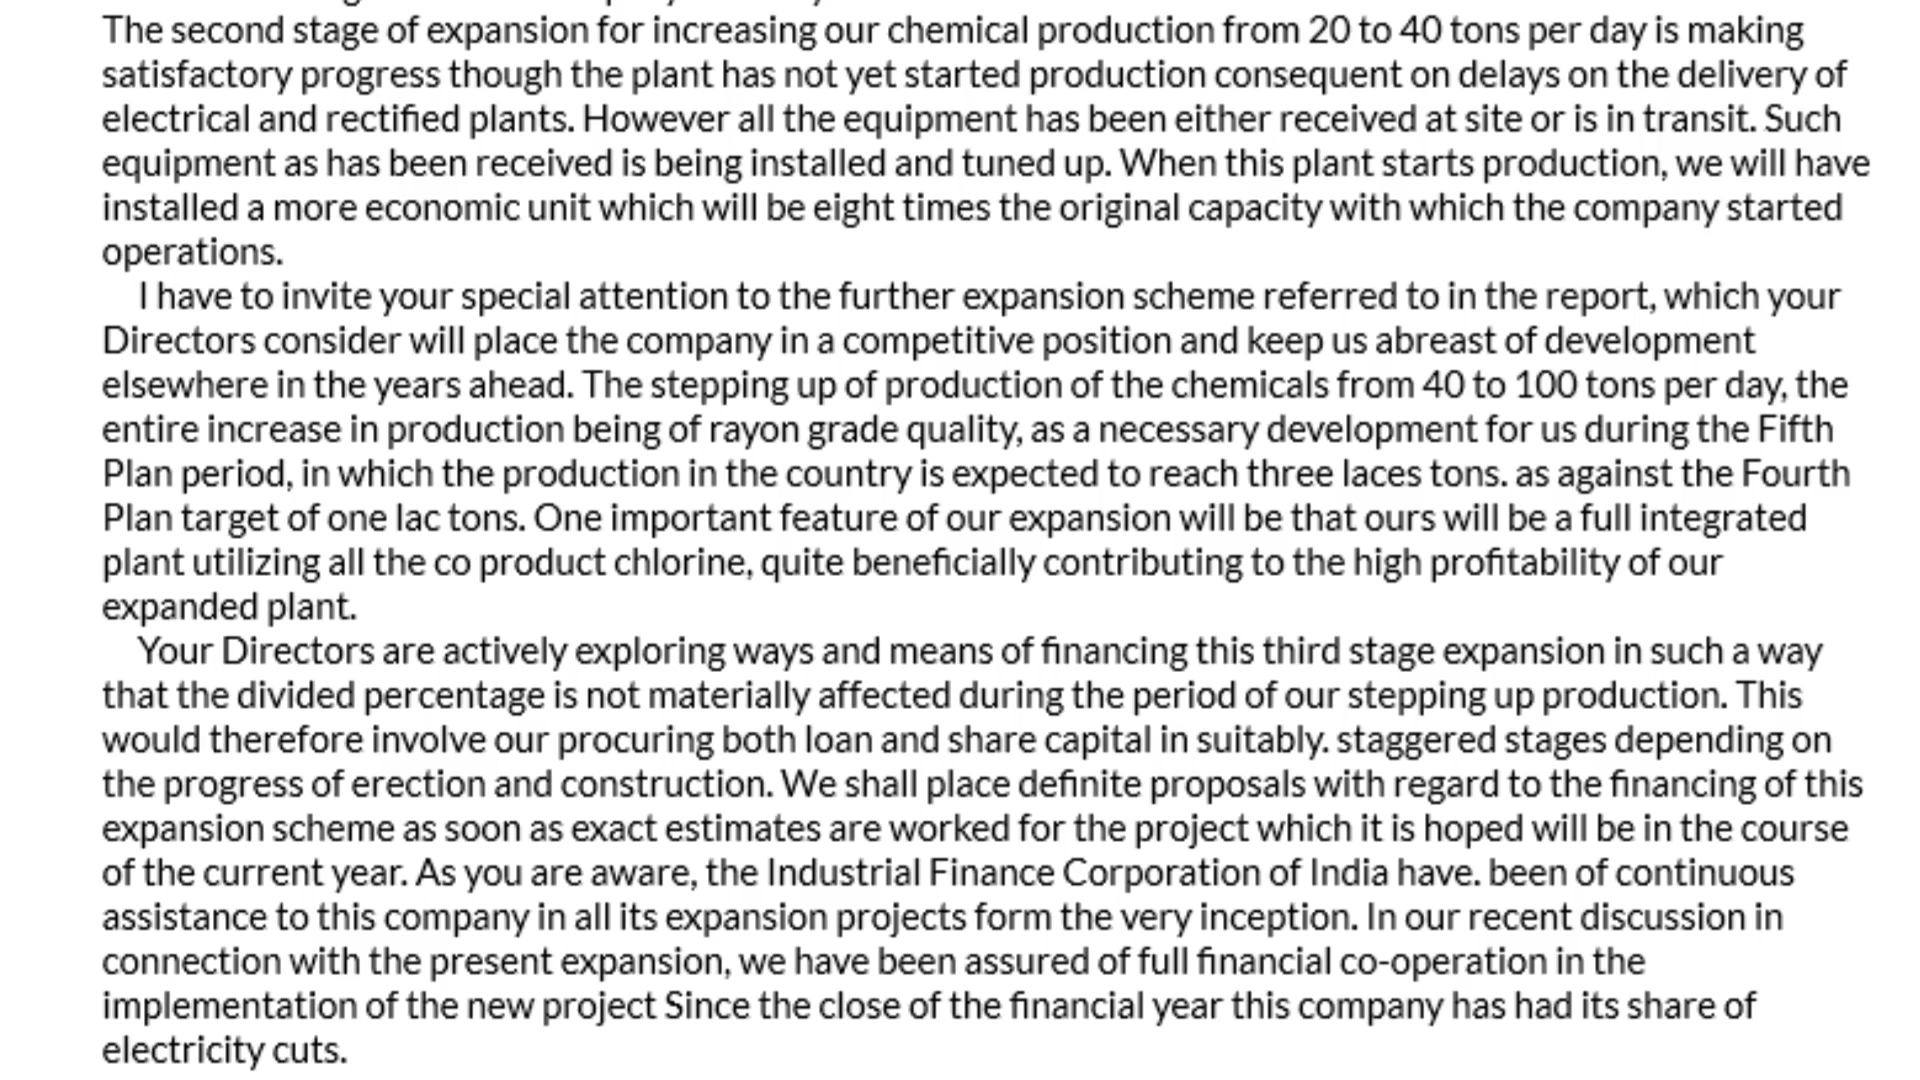 The second stage of expansion for increasing our chemical production from 20 to 40 tons per day is making
satisfactory progress though the plant has not yet started production consequent on delays on the delivery of
electrical and rectified plants. However all the equipment has been either received at site or is in transit. Such
equipment as has been received is being installed and tuned up. When this plant starts production, we will have
installed a more economic unit which will be eight times the original capacity with which the company started
operations.
I have to invite your special attention to the further expansion scheme referred to in the report, which your
Directors consider will place the company in a competitive position and keep us abreast of development
elsewhere in the years ahead. The stepping up of production of the chemicals from 40 to 100 tons per day, the
entire increase in production being of rayon grade quality, as a necessary development for us during the Fifth
Plan period, in which the production in the country is expected to reach three laces tons. as against the Fourth
Plan target of one lac tons. One important feature of our expansion will be that ours will be a full integrated
plant utilizing all the co product chlorine, quite beneficially contributing to the high profitability of our
expanded plant.
Your Directors are actively exploring ways and means of financing this third stage expansion in such a way
that the divided percentage is not materially affected during the period of our stepping up production. This
would therefore involve our procuring both loan and share capital in suitably. staggered stages depending on
the progress of erection and construction. We shall place definite proposals with regard to the financing of this
expansion scheme as soon as exact estimates are worked for the project which it is hoped will be in the course
of the current year. As you are aware, the Industrial Finance Corporation of India have. been of continuous
assistance to this company in all its expansion projects form the very inception. In our recent discussion in
connection with the present expansion, we have been assured of full financial co-operation in the
implementation of the new project Since the close of the financial year this company has had its share of
electricity cuts.